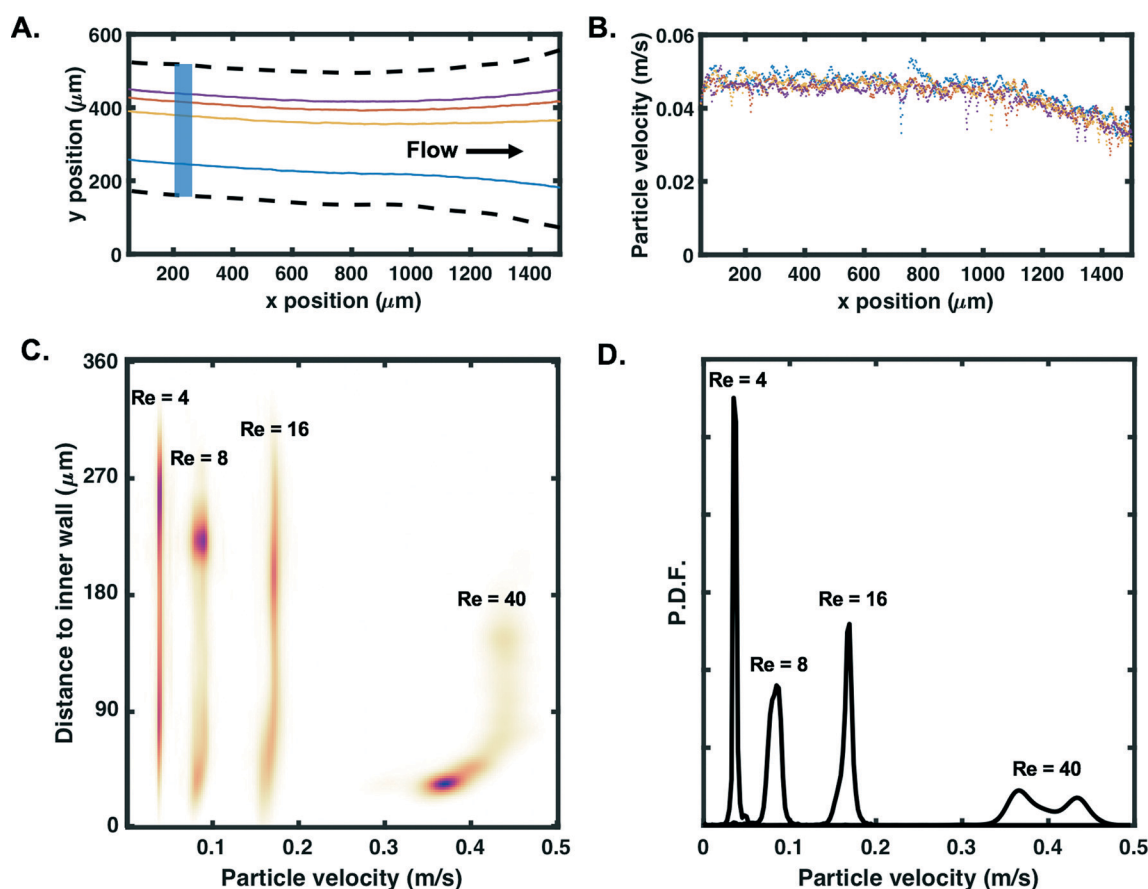 A.
600
400
200
0
y position (μm)
Flow
200 400 600 800 1000 1200 1400
x position (μm)
B.
0.06
0.04
0.02
0
Particle velocity (m/s)
200 400 600 800 1000 1200 1400
x position (μm)
C.
360
270
180
90
0
Distance to inner wall (μm)
Re = 4
Re = 8
Re = 16
Re = 40
0.1 0.2 0.3 0.4 0.5
Particle velocity (m/s)
D.
P.D.F.
Re = 4
Re = 8
Re = 16
Re = 40
0 0.1 0.2 0.3 0.4 0.5
Particle velocity (m/s)